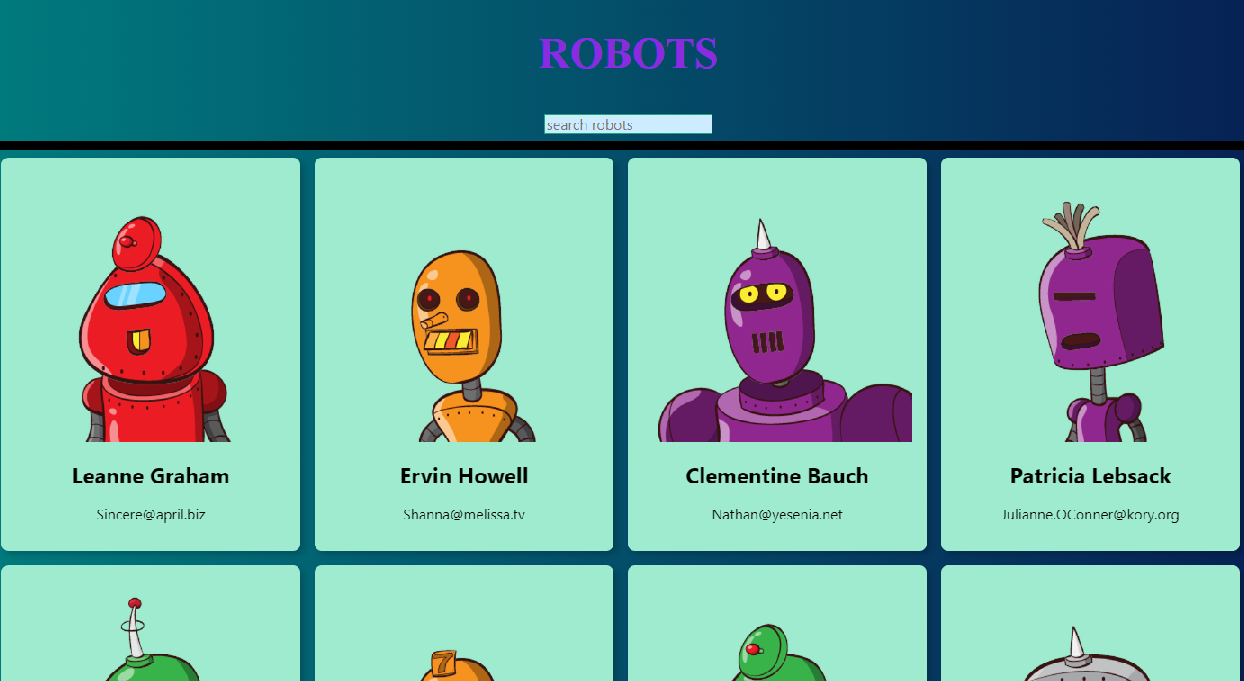 ROBOTS
search robots
Leanne Graham
Sincere@april.biz
Ervin Howell
Shanna@melissa.tv
Clementine Bauch
Nathan@yesenia.net
Patricia Lebsack
Julianne.OConner@kory.org
7